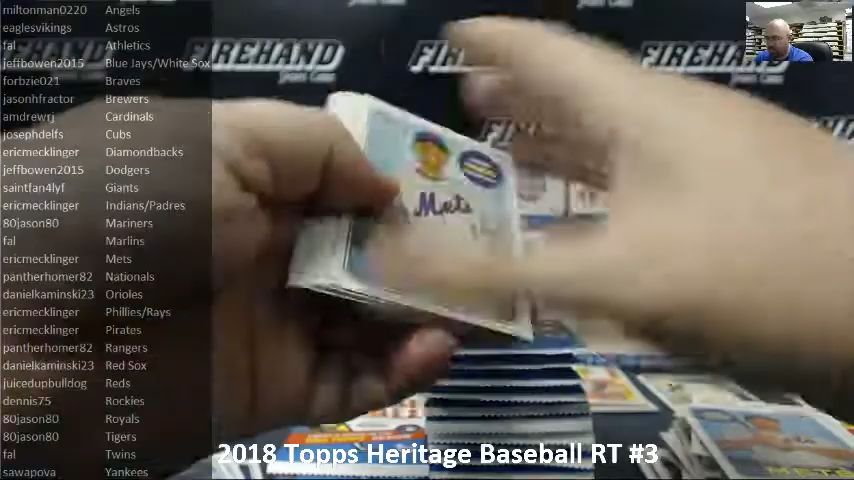 miltonman0220 Angels
eaglesvikings Astros
fal Athletics
jeffbowen2015 Blue Jays/White Sox
forbzie021 Braves
jasonhfractor Brewers
amdrewrj Cardinals
josephdelfs Cubs
ericmecklinger Diamondbacks
jeffbowen2015 Dodgers
saintfan4lyf Giants
ericmecklinger Indians/Padres
80jason80 Mariners
fal Marlins
ericmecklinger Mets
pantherhomer82 Nationals
danielkaminski23 Orioles
ericmecklinger Phillies/Rays
ericmecklinger Pirates
pantherhomer82 Rangers
danielkaminski23 Red Sox
juicedupbulldog Reds
dennis75 Rockies
80jason80 Royals
80jason80 Tigers
fal Twins
sawapova Yankees
FIREHAND
FIREHAND
Mets
METS
2018 Topps Heritage Baseball RT #3